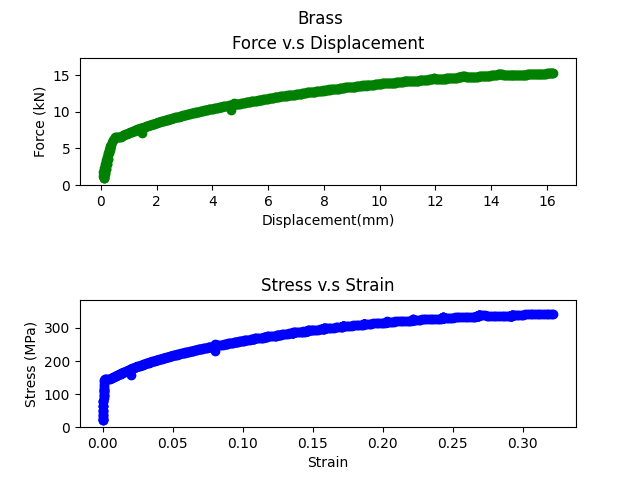 Brass
Force v.s Displacement
15
10
5
0
Force (kN)
0 2 4 6 8 10 12 14 16
Displacement(mm)
Stress v.s Strain
300
200
100
0
Stress (MPa)
0.00 0.05 0.10 0.15 0.20 0.25 0.30
Strain